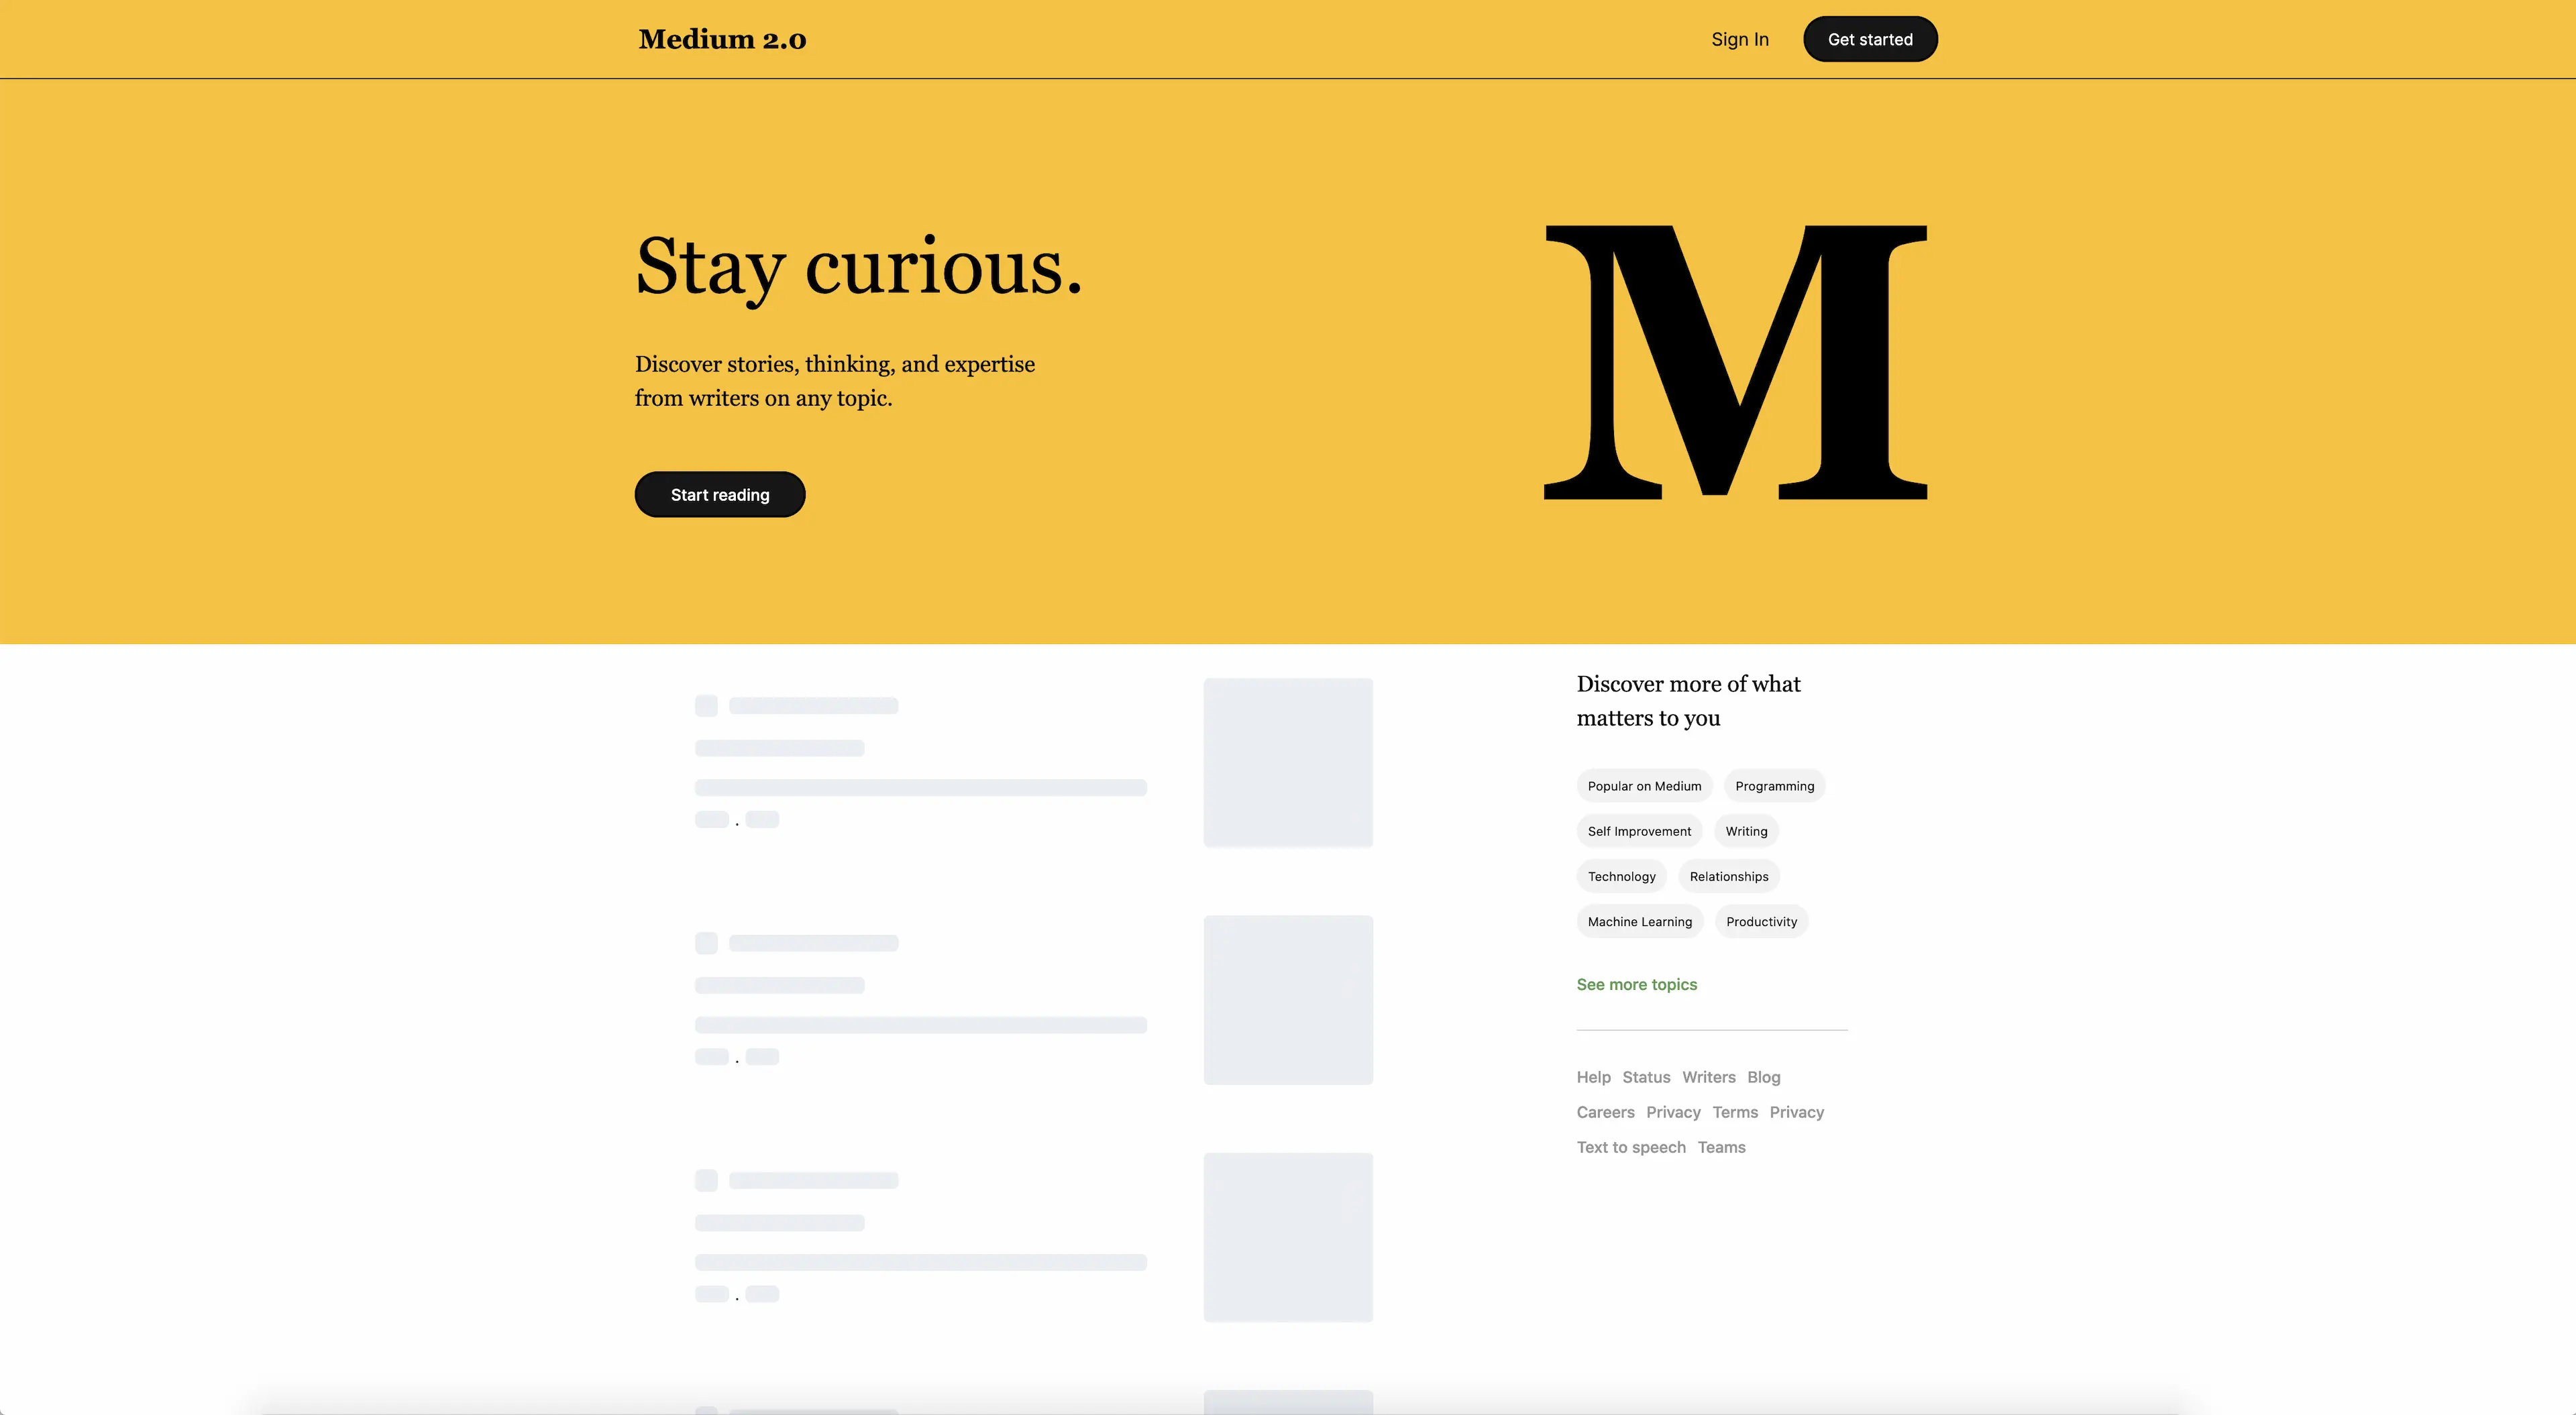 Medium 2.0
Sign In
Get started
Stay curious.
Discover stories, thinking, and expertise
from writers on any topic.
Start reading
M
Discover more of what
matters to you
Popular on Medium Programming
Self Improvement Writing
Technology Relationships
Machine Learning Productivity
See more topics
Help Status Writers Blog
Careers Privacy Terms Privacy
Text to speech Teams